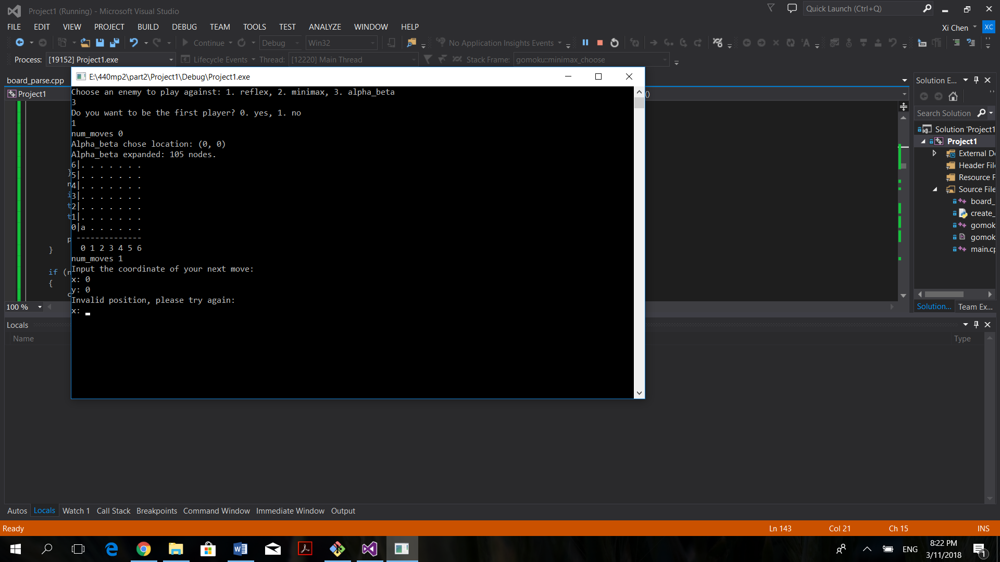 Project1 (Running) - Microsoft Visual Studio
Quick Launch (Ctrl+Q)
FILE EDIT VIEW PROJECT BUILD DEBUG TEAM TOOLS TEST ANALYZE WINDOW HELP
Xi Chen XC
Continue Debug Win32 No Application Insights Events
Process: [19152] Project1.exe Lifecycle Events Thread: [12220] Main Thread Stack Frame: gomoku::minimax_choose
board_parse.cpp
Project1
()
E:\440mp2\part2\Project1\Debug\Project1.exe
Choose an enemy to play against: 1. reflex, 2. minimax, 3. alpha_beta
3
Do you want to be the first player? 0. yes, 1. no
1
num_moves 0
Alpha_beta chose location: (0, 0)
Alpha_beta expanded: 105 nodes.
6|. . . . . . .
5|. . . . . . .
4|. . . . . . .
3|. . . . . . .
2|. . . . . . .
1|. . . . . . .
0|a . . . . . .
--------------
0 1 2 3 4 5 6
num_moves 1
Input the coordinate of your next move:
x: 0
y: 0
Invalid position, please try again:
x:
}
n
i
t
t
p
}
if (n
{
c
100 %
Solution E...
Search Solution
Solution 'Project1
Project1
External De
Header File
Resource F
Source File
board_
create_
gomok
gomok
main.cp
Solution... Team Ex...
Locals
Name Type
Autos Locals Watch 1 Call Stack Breakpoints Command Window Immediate Window Output
Ready Ln 143 Col 21 Ch 15 INS
ENG
8:22 PM
3/11/2018
1